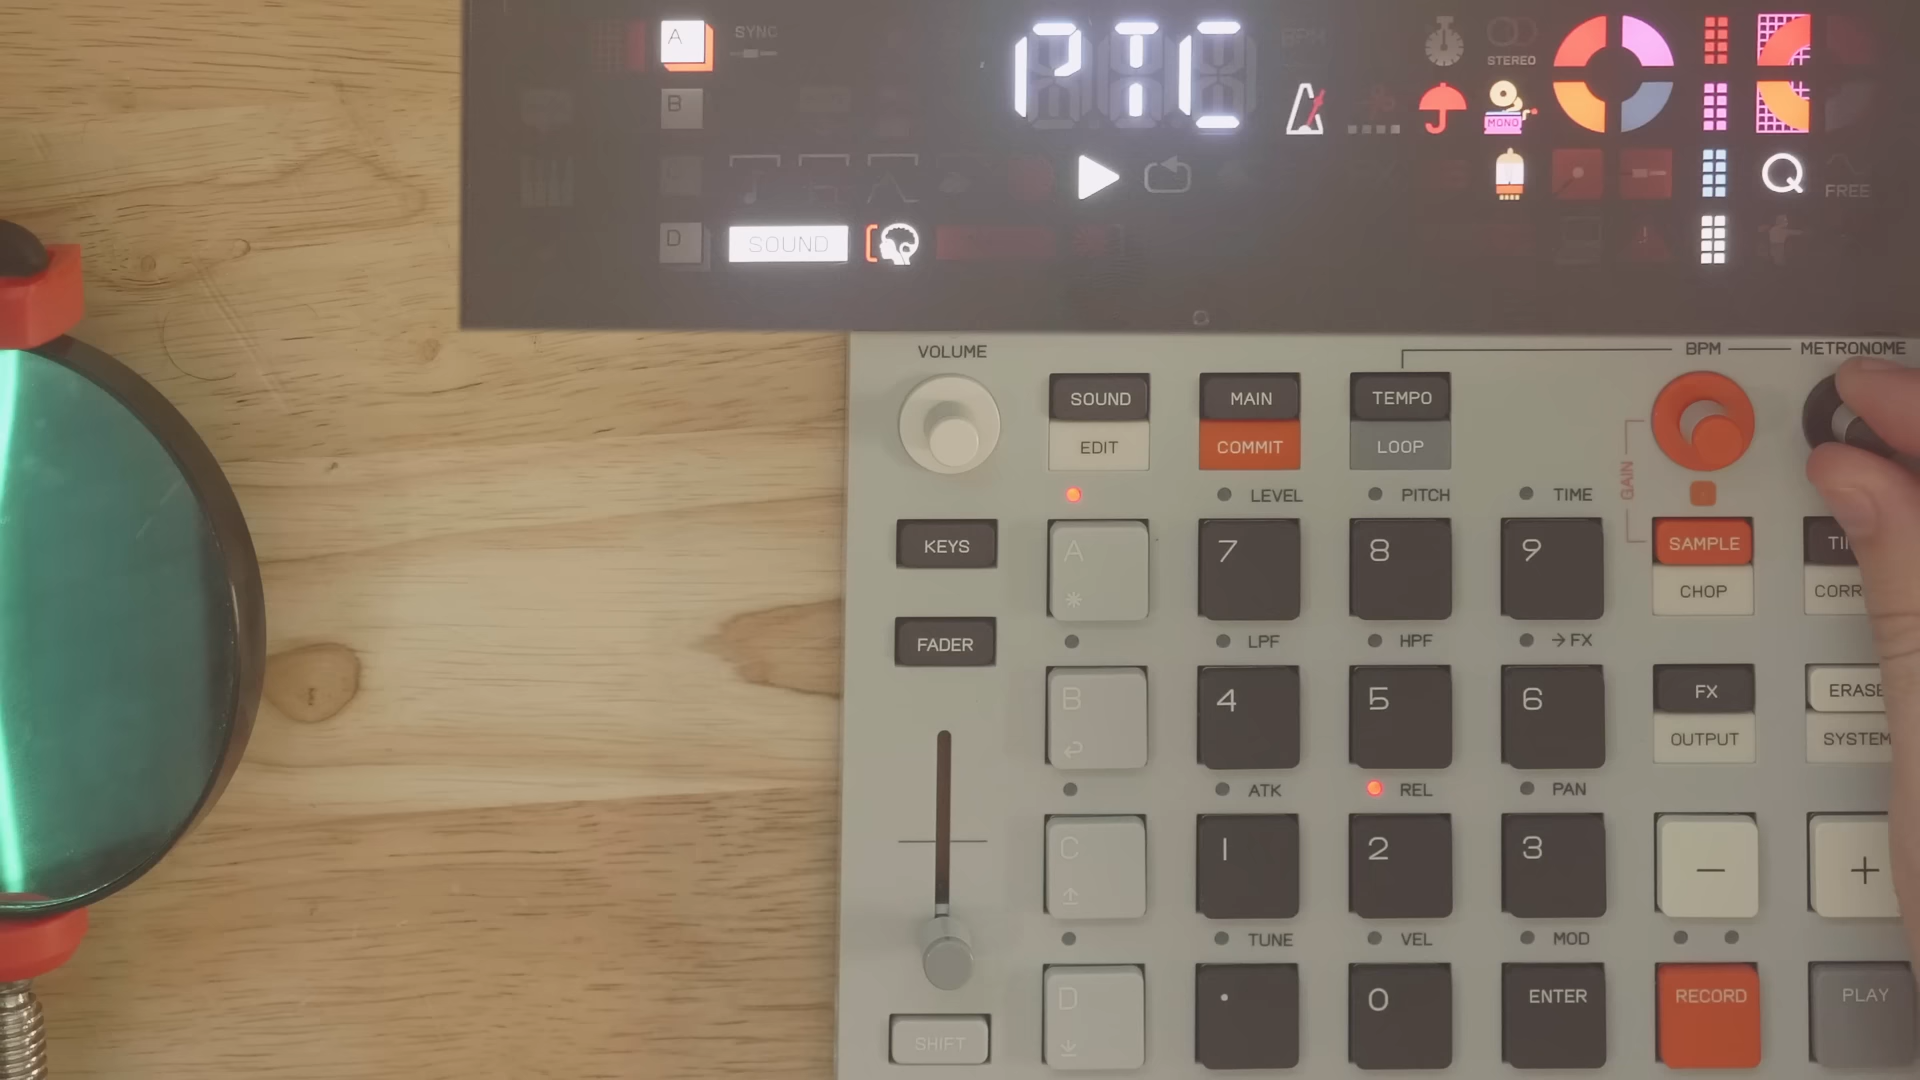 A
SYNC
PTC
BPM
STEREO
B
MONO
C
Q
FREE
D
SOUND
VOLUME
BPM
METRONOME
SOUND
MAIN
TEMPO
EDIT
COMMIT
LOOP
GAIN
LEVEL
PITCH
TIME
KEYS
A
7
8
9
SAMPLE
CHOP
LPF
HPF
→FX
FADER
B
4
5
6
FX
ERASE
OUTPUT
SYSTEM
ATK
REL
PAN
C
1
2
3
−
+
TUNE
VEL
MOD
SHIFT
D
.
0
ENTER
RECORD
PLAY